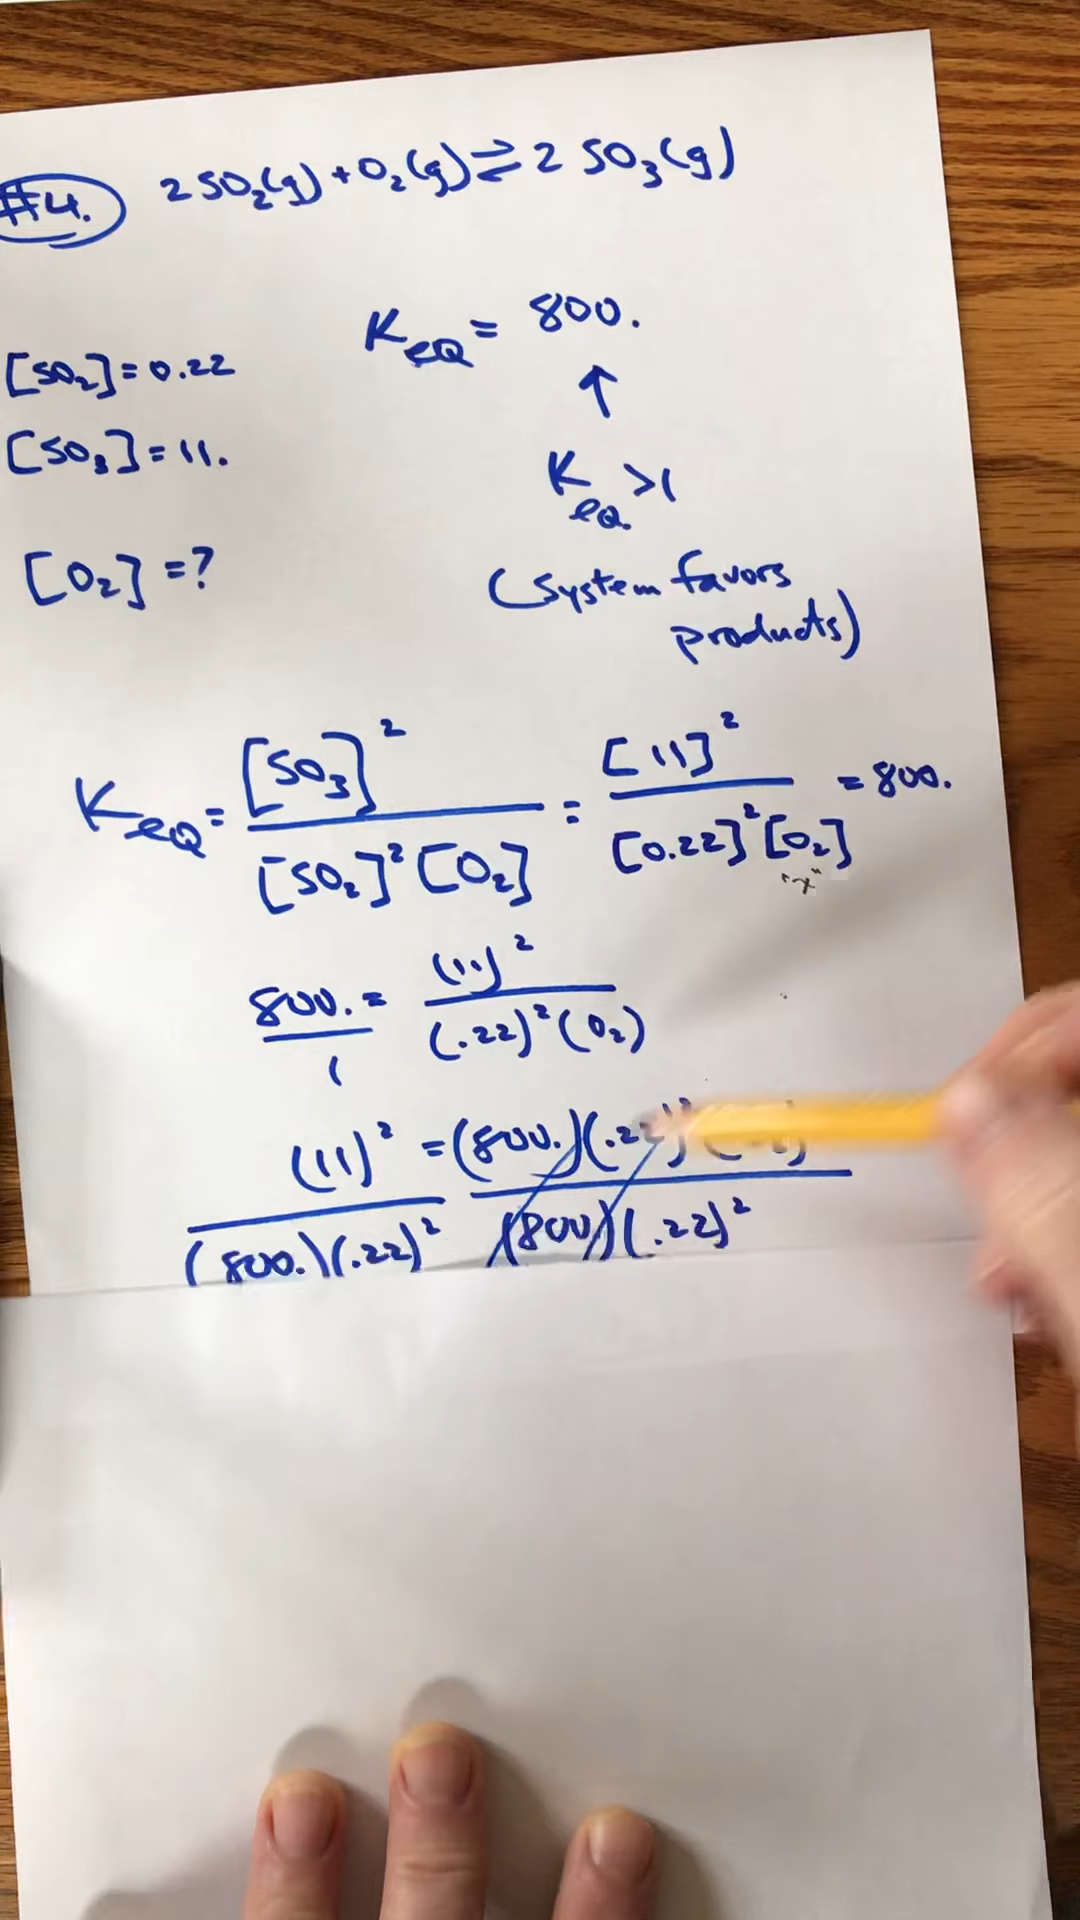 #4. 2 SO₂(g) + O₂(g) ⇌ 2 SO₃(g)
Keq = 800.
↑
[SO₂] = 0.22
[SO₃] = 11.
Keq. >1
[O₂] = ?
(System favors
products)
Keq = [SO₃]² / [SO₂]² [O₂] = [11]² / [0.22]² [O₂] = 800.
"x"
800. / 1 = (11)² / (.22)² (O₂)
(11)² / (800.)(.22)² = (800.)(.22)² / (800)(.22)²